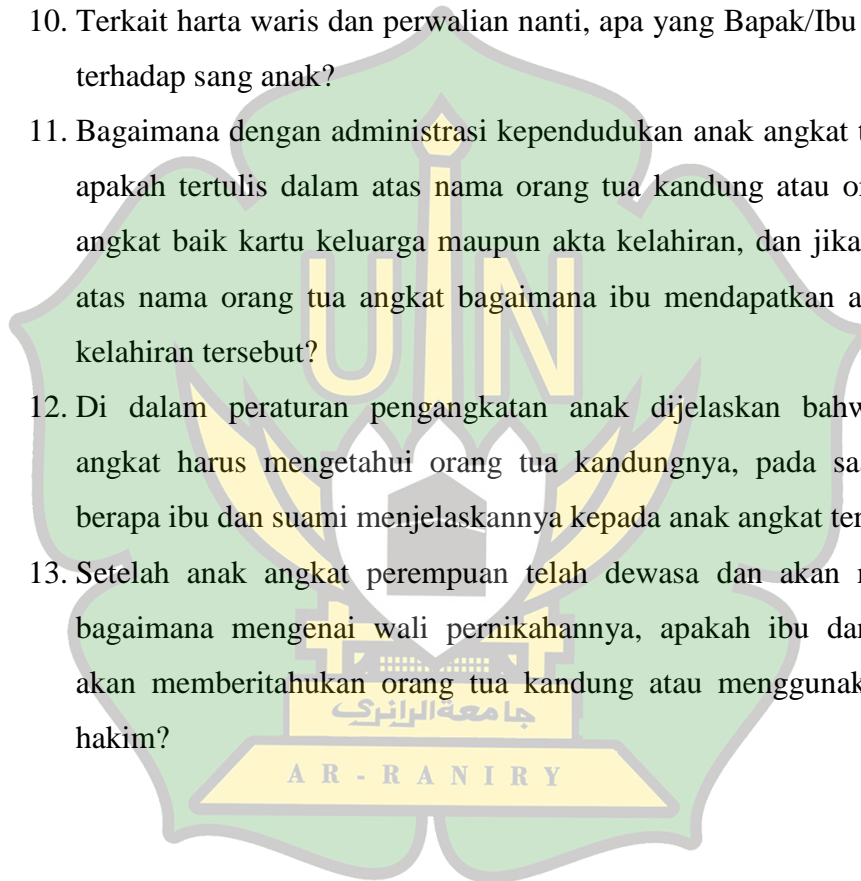 10. Terkait harta waris dan perwalian nanti, apa yang Bapak/Ibu
terhadap sang anak?
11. Bagaimana dengan administrasi kependudukan anak angkat
apakah tertulis dalam atas nama orang tua kandung atau
angkat baik kartu keluarga maupun akta kelahiran, dan jika
atas nama orang tua angkat bagaimana ibu mendapatkan
kelahiran tersebut?
12. Di dalam peraturan pengangkatan anak dijelaskan
angkat harus mengetahui orang tua kandungnya, pada
berapa ibu dan suami menjelaskannya kepada anak angkat
13. Setelah anak angkat perempuan telah dewasa dan akan
bagaimana mengenai wali pernikahannya, apakah ibu
akan memberitahukan orang tua kandung atau
hakim?
UIN
جامعة الرانري
AR-RANIRY